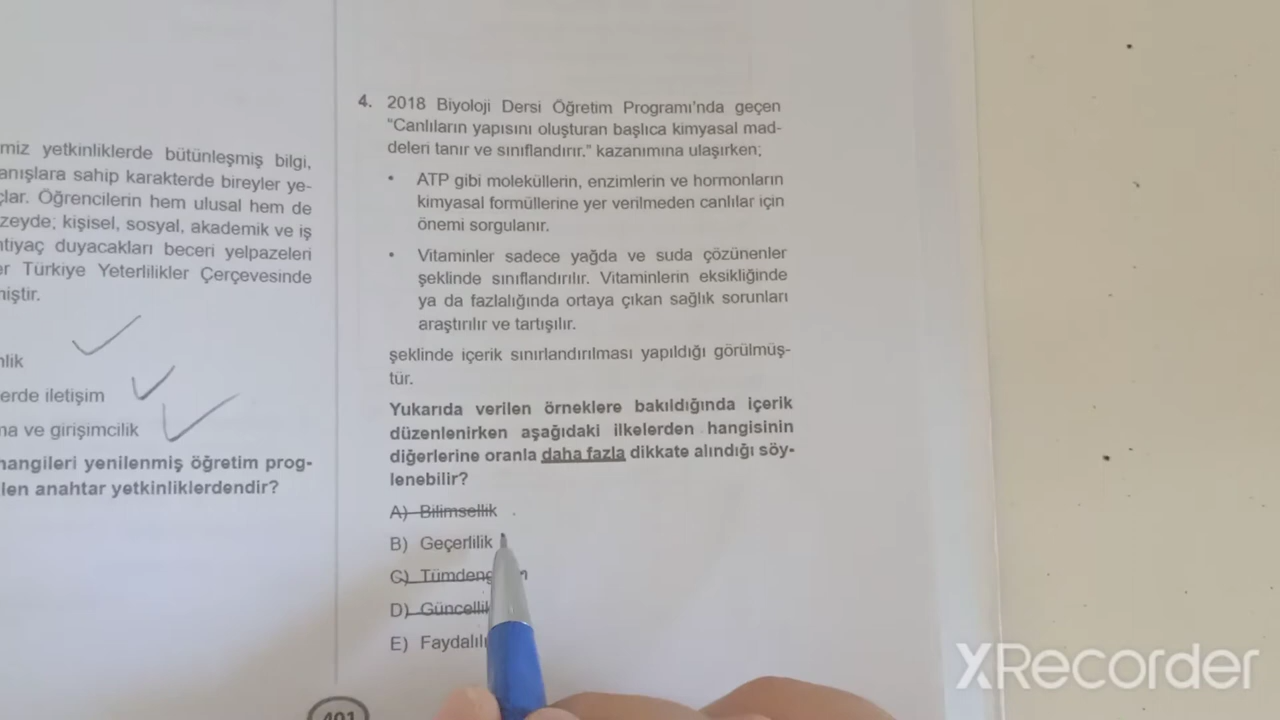 miz yetkinliklerde bütünleşmiş bilgi,
anışlara sahip karakterde bireyler ye-
çlar. Öğrencilerin hem ulusal hem de
zeyde; kişisel, sosyal, akademik ve iş
ntiyaç duyacakları beceri yelpazeleri
er Türkiye Yeterlilikler Çerçevesinde
niştir.
nlik
erde iletişim
na ve girişimcilik
hangileri yenilenmiş öğretim prog-
len anahtar yetkinliklerdendir?
401
4. 2018 Biyoloji Dersi Öğretim Programı'nda geçen
"Canlıların yapısını oluşturan başlıca kimyasal mad-
deleri tanır ve sınıflandırır." kazanımına ulaşırken;
• ATP gibi moleküllerin, enzimlerin ve hormonların
kimyasal formüllerine yer verilmeden canlılar için
önemi sorgulanır.
• Vitaminler sadece yağda ve suda çözünenler
şeklinde sınıflandırılır. Vitaminlerin eksikliğinde
ya da fazlalığında ortaya çıkan sağlık sorunları
araştırılır ve tartışılır.
şeklinde içerik sınırlandırılması yapıldığı görülmüş-
tür.
Yukarıda verilen örneklere bakıldığında içerik
düzenlenirken aşağıdaki ilkelerden hangisinin
diğerlerine oranla daha fazla dikkate alındığı söy-
lenebilir?
A) Bilimsellik
B) Geçerlilik
C) Tümden
D) Güncellik
E) Faydalılı
XRecorder